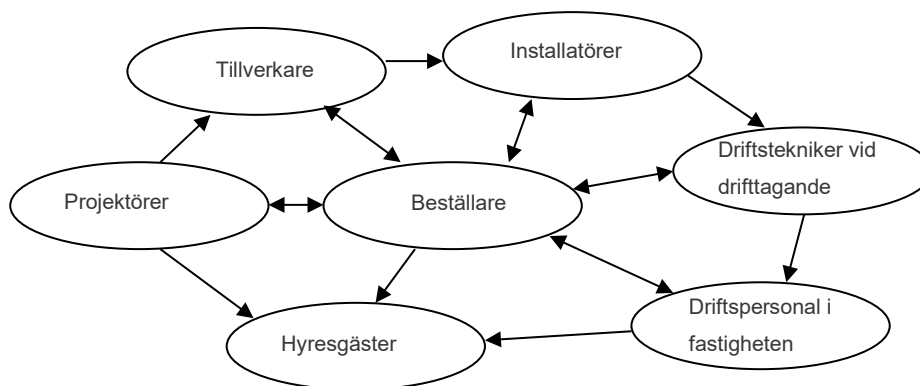 Installatörer
Tillverkare
Driftstekniker vid
drifttagande
Projektörer
Beställare
Driftspersonal i
fastigheten
Hyresgäster